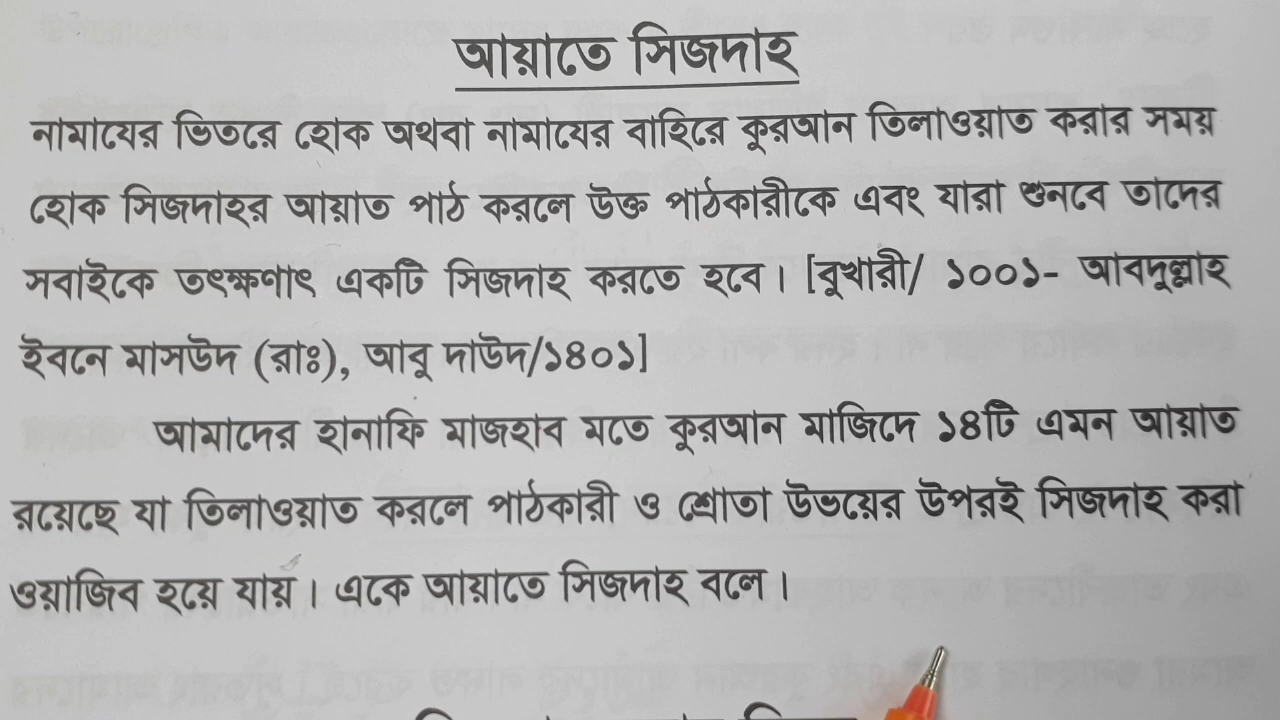 আয়াতে সিজদাহ
নামাযের ভিতরে হোক অথবা নামাযের বাহিরে কুরআন তিলাওয়াত করার সময়
হোক সিজদাহর আয়াত পাঠ করলে উক্ত পাঠকারীকে এবং যারা শুনবে তাদের
সবাইকে তৎক্ষণাৎ একটি সিজদাহ করতে হবে। [বুখারী/ ১০০১- আবদুল্লাহ
ইবনে মাসউদ (রাঃ), আবু দাউদ/১৪০১]
আমাদের হানাফি মাজহাব মতে কুরআন মাজিদে ১৪টি এমন আয়াত
রয়েছে যা তিলাওয়াত করলে পাঠকারী ও শ্রোতা উভয়ের উপরই সিজদাহ করা
ওয়াজিব হয়ে যায়। একে আয়াতে সিজদাহ বলে।